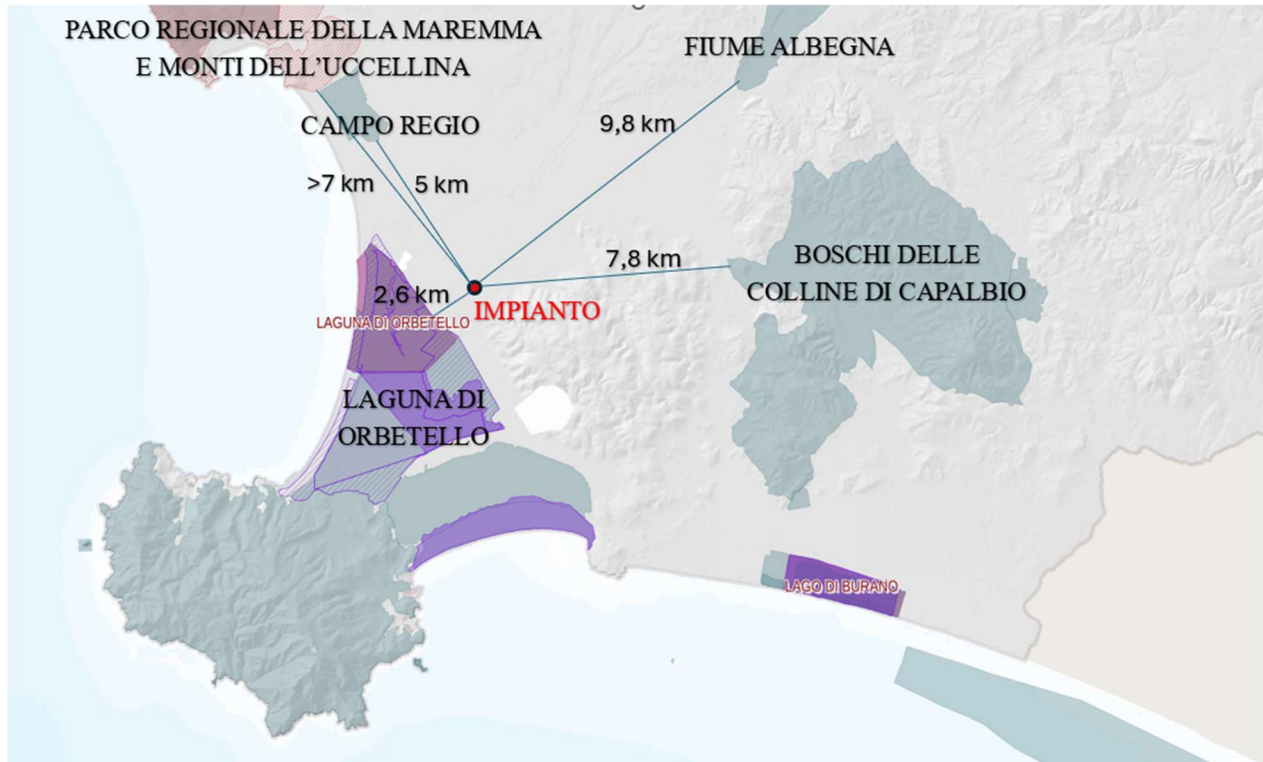 PARCO REGIONALE DELLA MAREMMA
E MONTI DELL'UCCELLINA
FIUME ALBEGNA
CAMPO REGIO
9,8 km
>7 km
5 km
7,8 km
BOSCHI DELLE
COLLINE DI CAPALBIO
2,6 km
IMPIANTO
LAGUNA DI ORBETELLO
LAGUNA DI
ORBETELLO
LAGO DI BURANO